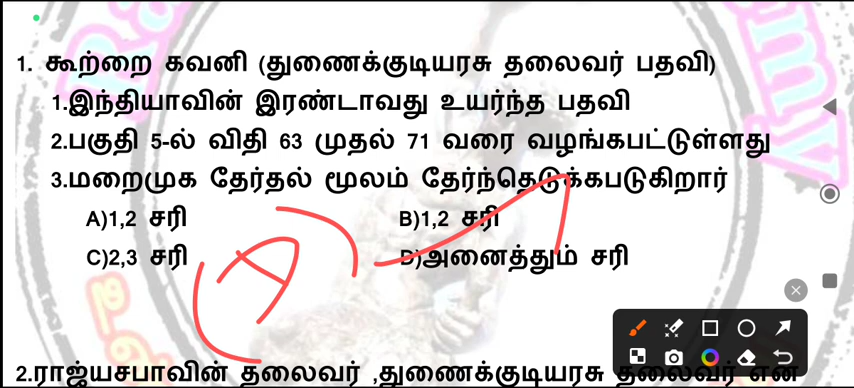 1. கூற்றை கவனி (துணைக்குடியரசு தலைவர் பதவி)
1.இந்தியாவின் இரண்டாவது உயர்ந்த பதவி
2.பகுதி 5-ல் விதி 63 முதல் 71 வரை வழங்கபட்டுள்ளது
3.மறைமுக தேர்தல் மூலம் தேர்ந்தெடுக்கபடுகிறார்
A)1,2 சரி B)1,2 சரி
C)2,3 சரி D)அனைத்தும் சரி
A
2.ராஜ்யசபாவின் தலைவர் ,துணைக்குடியரசு தலைவர் என